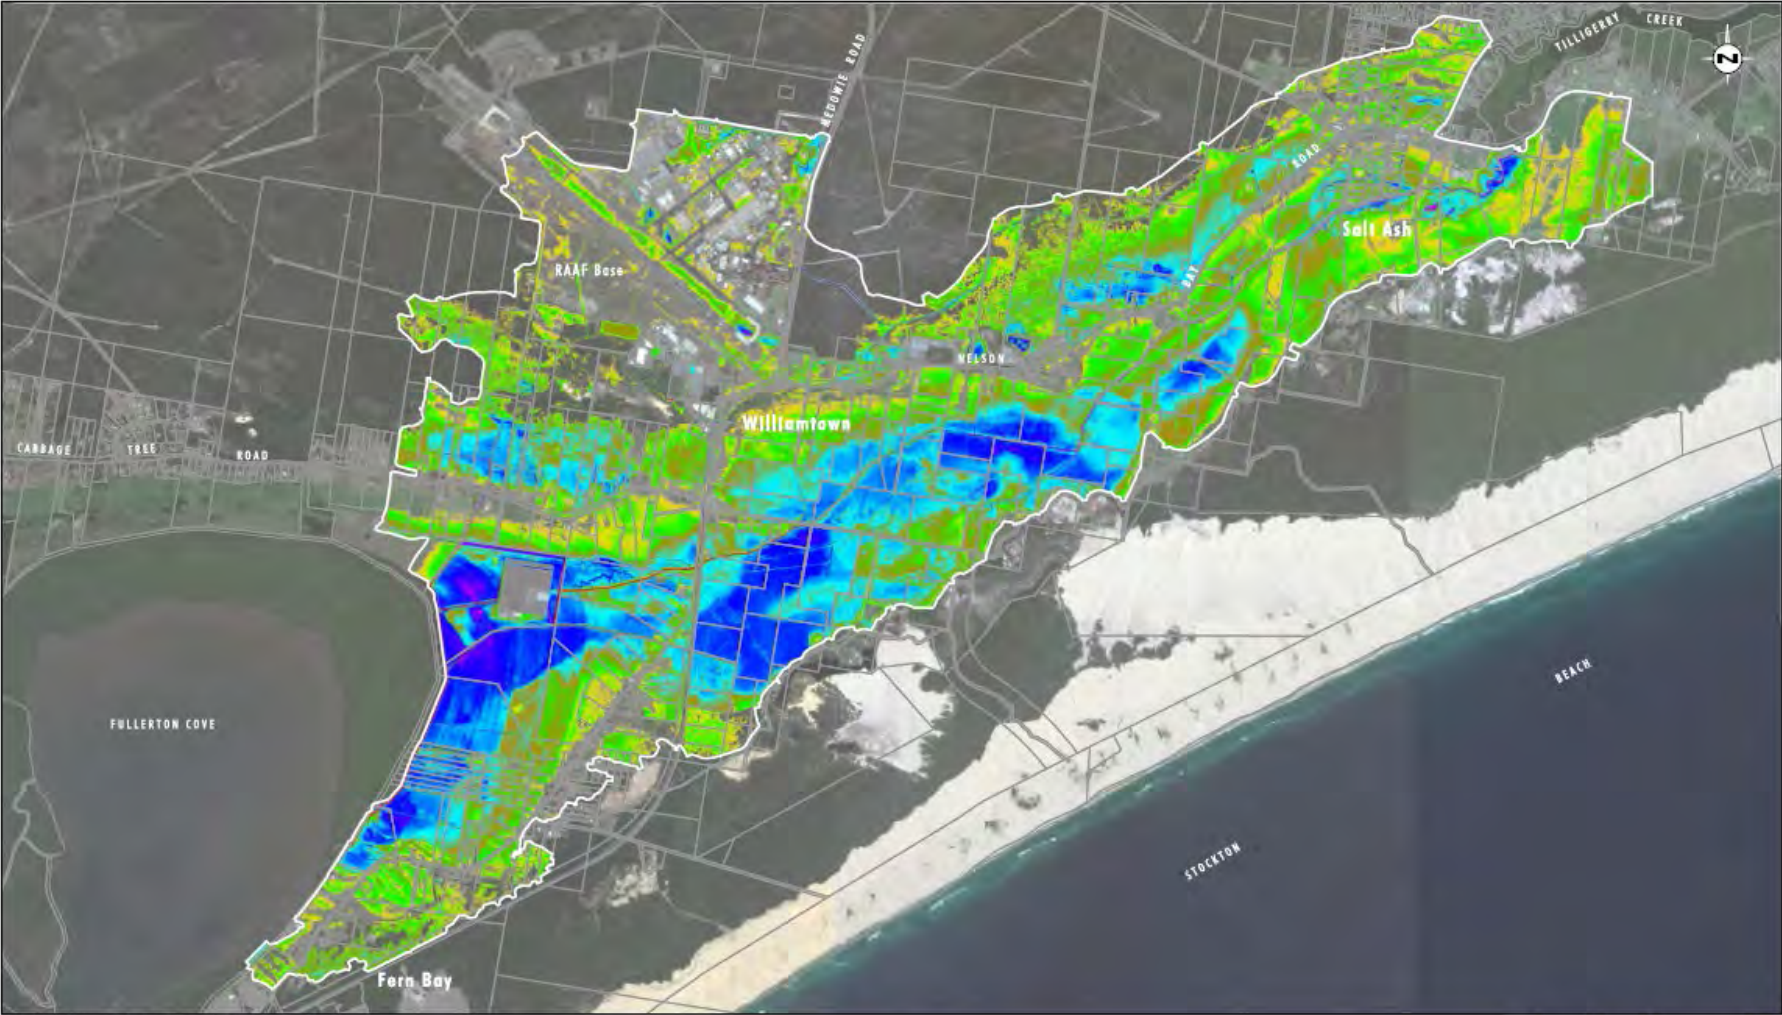 TILLIGERRY CREEK
N
MEDOWIE ROAD
ROAD
Salt Ash
RAAF Base
BAY
NELSON
Williamtown
CABBAGE TREE ROAD
FULLERTON COVE
BEACH
STOCKTON
Fern Bay